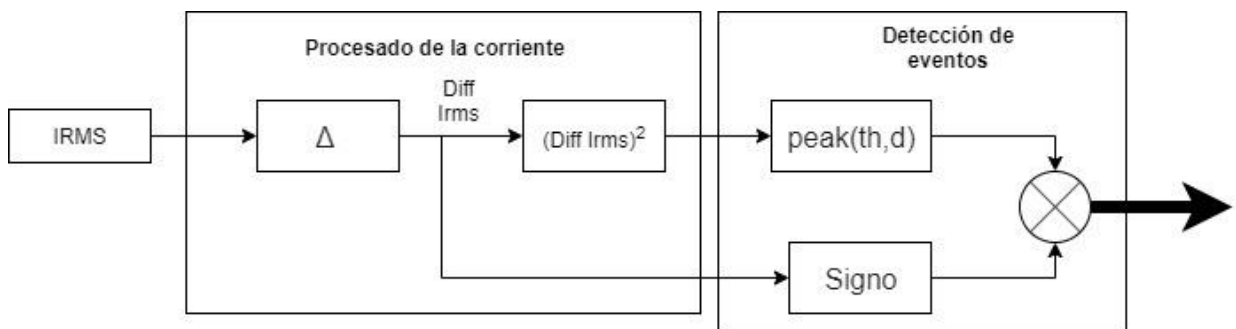 Procesado de la corriente
Detección de
eventos
IRMS
Δ
Diff
Irms
(Diff Irms)²
peak(th,d)
Signo